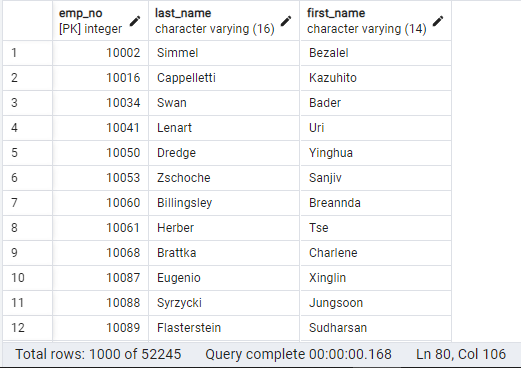 emp_no last_name first_name
[PK] integer character varying (16) character varying (14)
1 10002 Simmel Bezalel
2 10016 Cappelletti Kazuhito
3 10034 Swan Bader
4 10041 Lenart Uri
5 10050 Dredge Yinghua
6 10053 Zschoche Sanjiv
7 10060 Billingsley Breannda
8 10061 Herber Tse
9 10068 Brattka Charlene
10 10087 Eugenio Xinglin
11 10088 Syrzycki Jungsoon
12 10089 Flasterstein Sudharsan
Total rows: 1000 of 52245 Query complete 00:00:00.168 Ln 80, Col 106